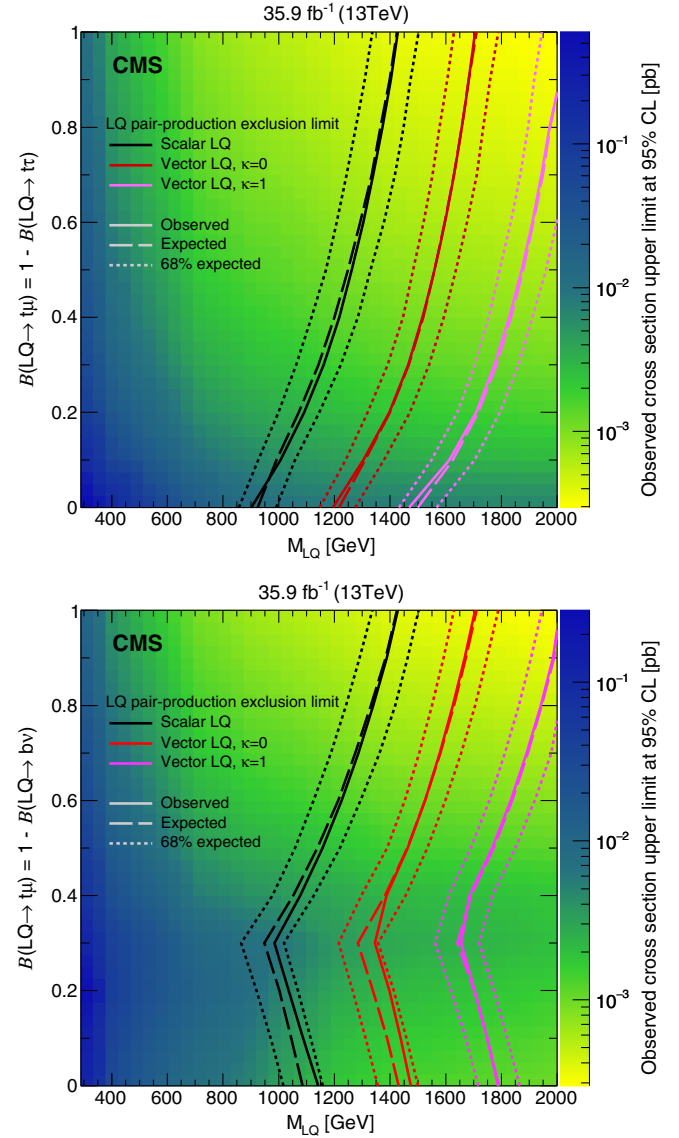 35.9 fb⁻¹ (13TeV)
CMS
LQ pair-production exclusion limit
Scalar LQ
Vector LQ, κ=0
Vector LQ, κ=1
Observed
Expected
68% expected
1
0.8
0.6
0.4
0.2
0
400 600 800 1000 1200 1400 1600 1800 2000
M_LQ [GeV]
B(LQ→ tμ) = 1 - B(LQ→ tτ)
10⁻¹
10⁻²
10⁻³
Observed cross section upper limit at 95% CL [pb]
35.9 fb⁻¹ (13TeV)
CMS
LQ pair-production exclusion limit
Scalar LQ
Vector LQ, κ=0
Vector LQ, κ=1
Observed
Expected
68% expected
1
0.8
0.6
0.4
0.2
0
400 600 800 1000 1200 1400 1600 1800 2000
M_LQ [GeV]
B(LQ→ tμ) = 1 - B(LQ→ bν)
10⁻¹
10⁻²
10⁻³
Observed cross section upper limit at 95% CL [pb]